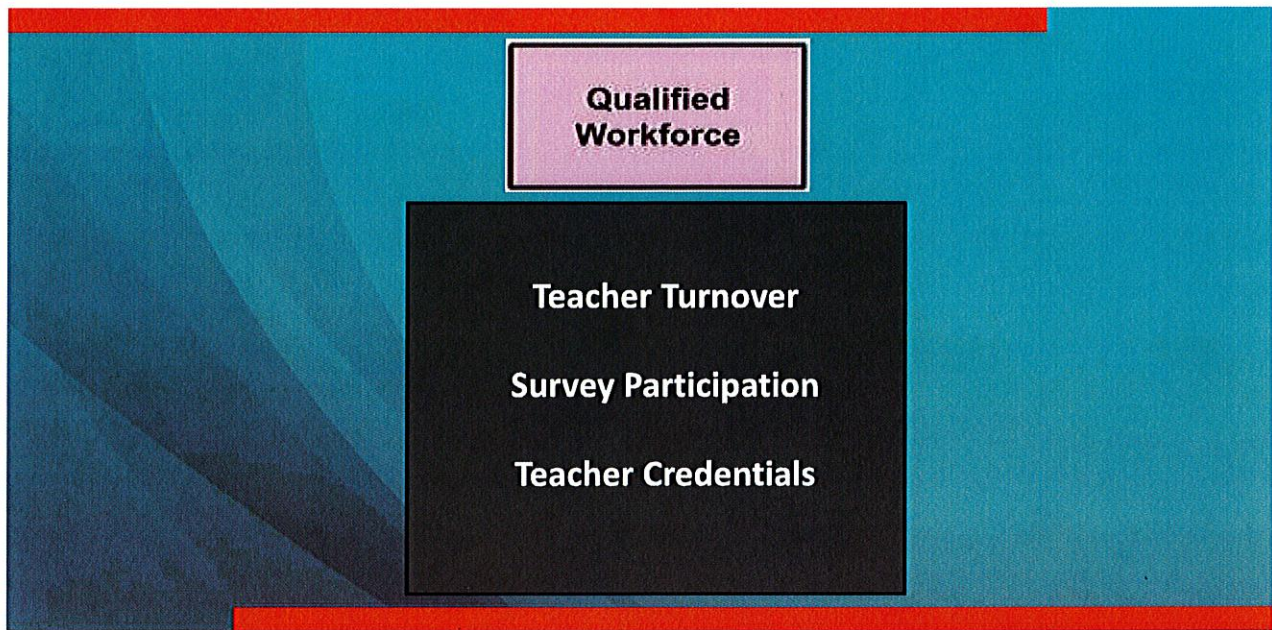 Qualified
Workforce
Teacher Turnover
Survey Participation
Teacher Credentials